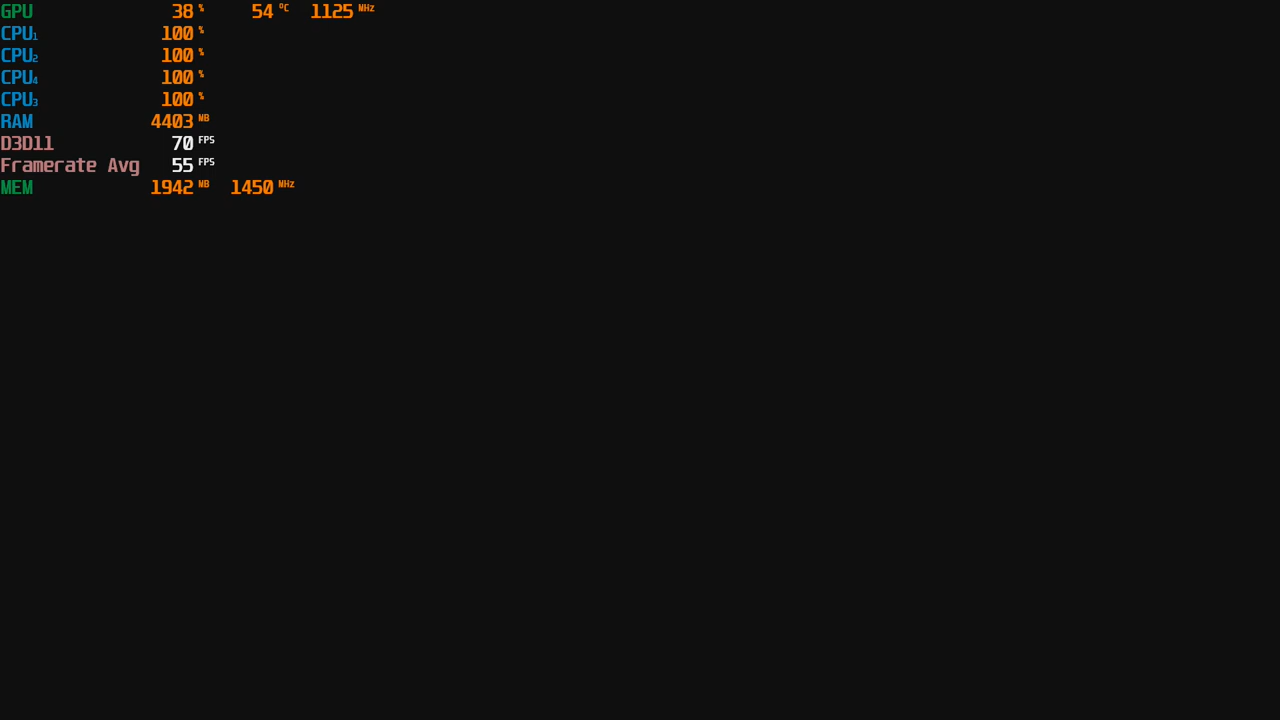 GPU 38 % 54 °C 1125 MHz
CPU1 100 %
CPU2 100 %
CPU4 100 %
CPU3 100 %
RAM 4403 MB
D3D11 70 FPS
Framerate Avg 55 FPS
MEM 1942 MB 1450 MHz